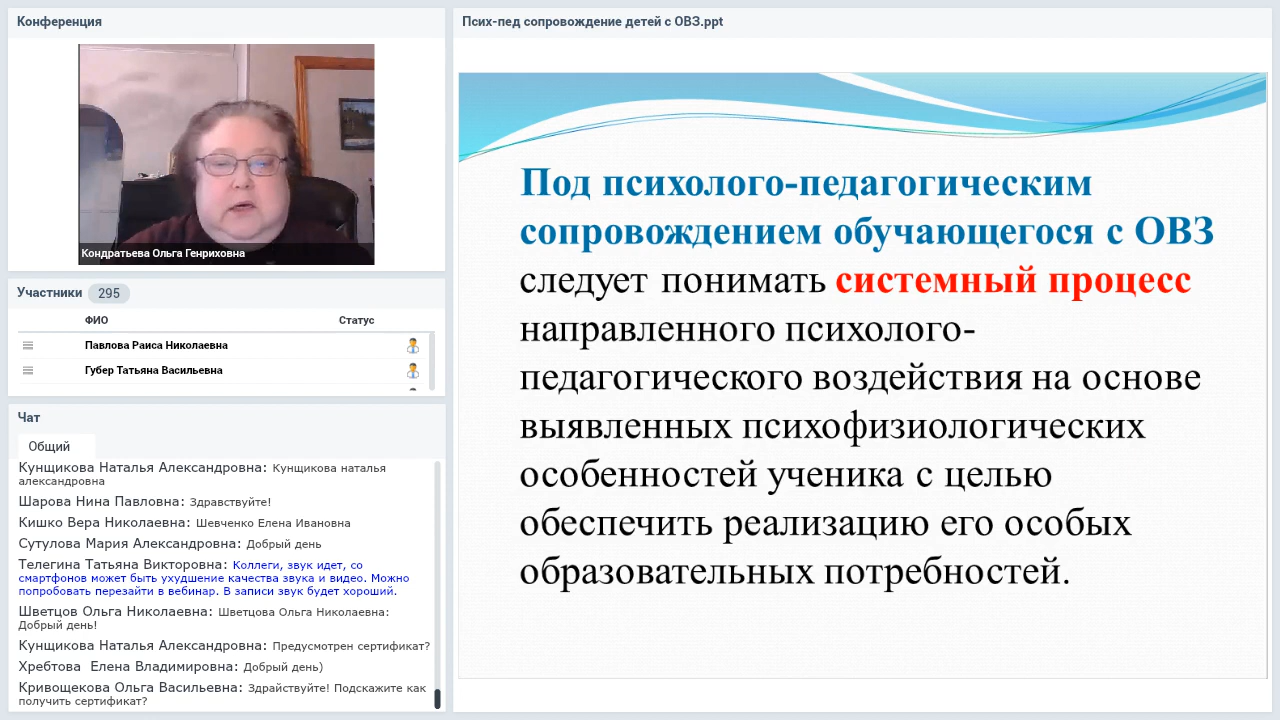 Конференция
Кондратьева Ольга Генриховна
Участники 295
ФИО Статус
Павлова Раиса Николаевна
Губер Татьяна Васильевна
Чат
Общий
Кунщикова Наталья Александровна: Кунщикова наталья
александровна
Шарова Нина Павловна: Здравствуйте!
Кишко Вера Николаевна: Шевченко Елена Ивановна
Сутулова Мария Александровна: Добрый день
Телегина Татьяна Викторовна: Коллеги, звук идет, со
смартфонов может быть ухудшение качества звука и видео. Можно
попробовать перезайти в вебинар. В записи звук будет хороший.
Шветцов Ольга Николаевна: Шветцова Ольга Николаевна:
Добрый день!
Кунщикова Наталья Александровна: Предусмотрен сертификат?
Хребтова Елена Владимировна: Добрый день)
Кривощекова Ольга Васильевна: Здрайствуйте! Подскажите как
получить сертификат?
Псих-пед сопровождение детей с ОВЗ.ppt
Под психолого-педагогическим
сопровождением обучающегося с ОВЗ
следует понимать системный процесс
направленного психолого-
педагогического воздействия на основе
выявленных психофизиологических
особенностей ученика с целью
обеспечить реализацию его особых
образовательных потребностей.